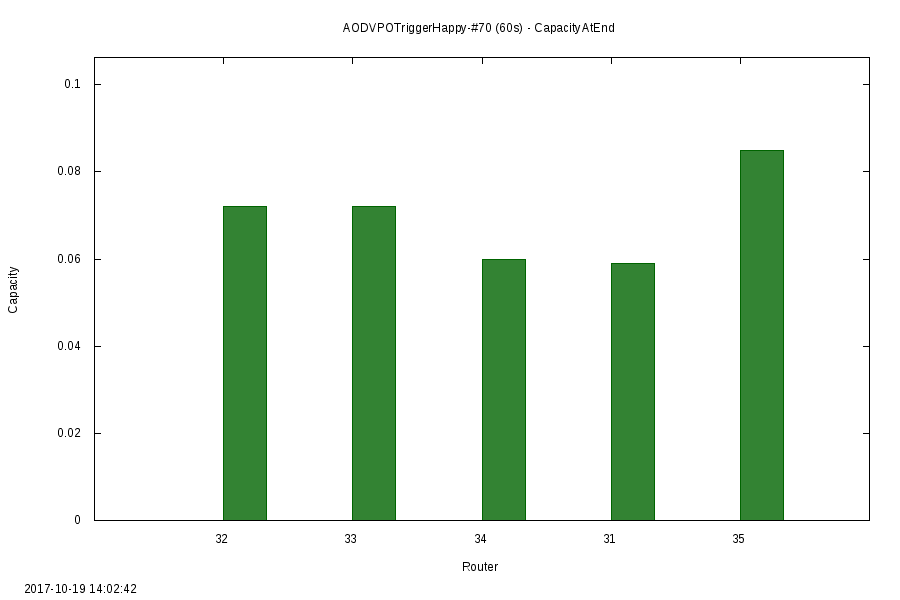 AODVPOTriggerHappy-#70 (60s) - CapacityAtEnd
0.1
0.08
0.06
0.04
0.02
0
Capacity
32 33 34 31 35
Router
2017-10-19 14:02:42